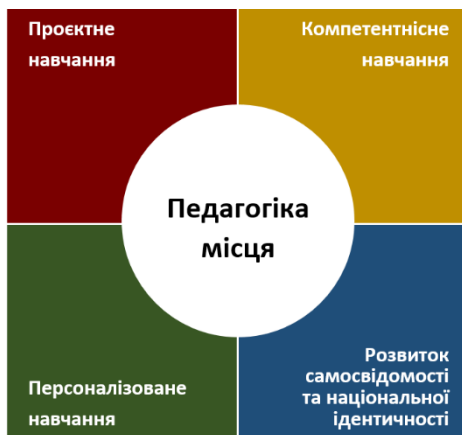 Проєктне
навчання
Компетентнісне
навчання
Педагогіка
місця
Персоналізоване
навчання
Розвиток
самосвідомості
та національної
ідентичності